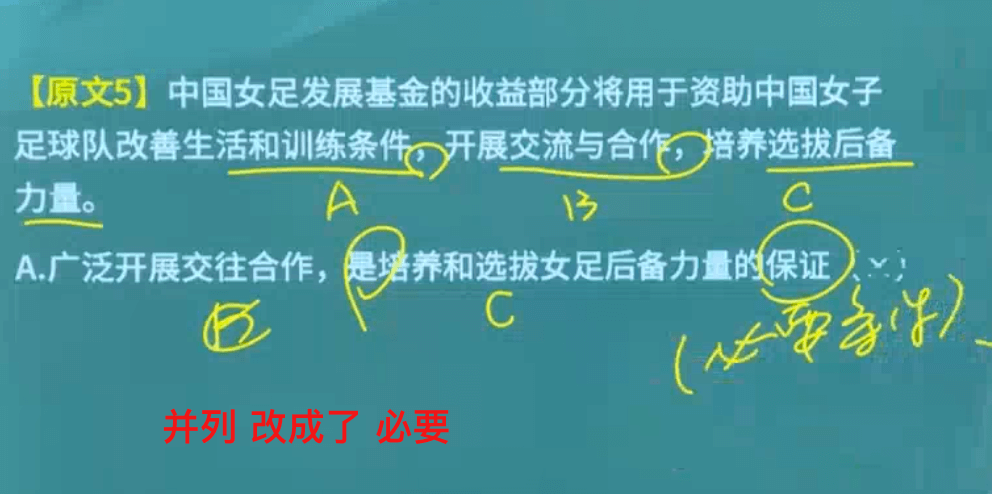 【原文5】中国女足发展基金的收益部分将用于资助中国女子
足球队改善生活和训练条件，开展交流与合作，培养选拔后备
力量。
A B C
A.广泛开展交往合作，是培养和选拔女足后备力量的保证（×）
B C
（必要条件）
并列 改成了 必要